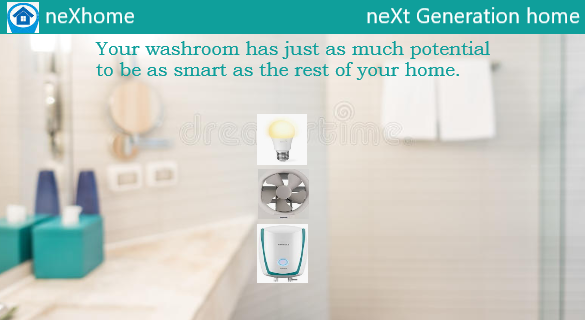 neXhome
neXt Generation home
Your washroom has just as much potential
to be as smart as the rest of your home.
dreamstime